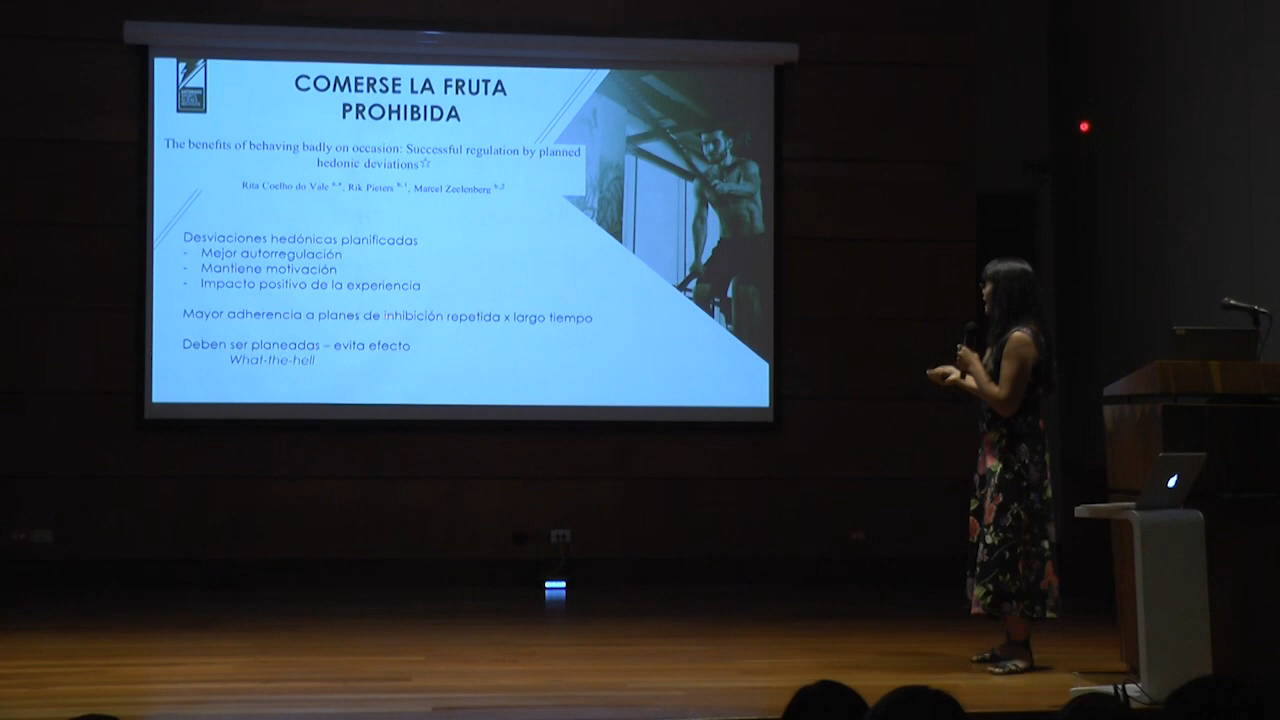 COMERSE LA FRUTA
PROHIBIDA
The benefits of behaving badly on occasion: Successful regulation by planned
hedonic deviations☆
Rita Coelho do Vale a,*, Rik Pieters b,1, Marcel Zeelenberg b,2
Desviaciones hedónicas planificadas
- Mejor autorregulación
- Mantiene motivación
- Impacto positivo de la experiencia
Mayor adherencia a planes de inhibición repetida x largo tiempo
Deben ser planeadas – evita efecto
What-the-hell